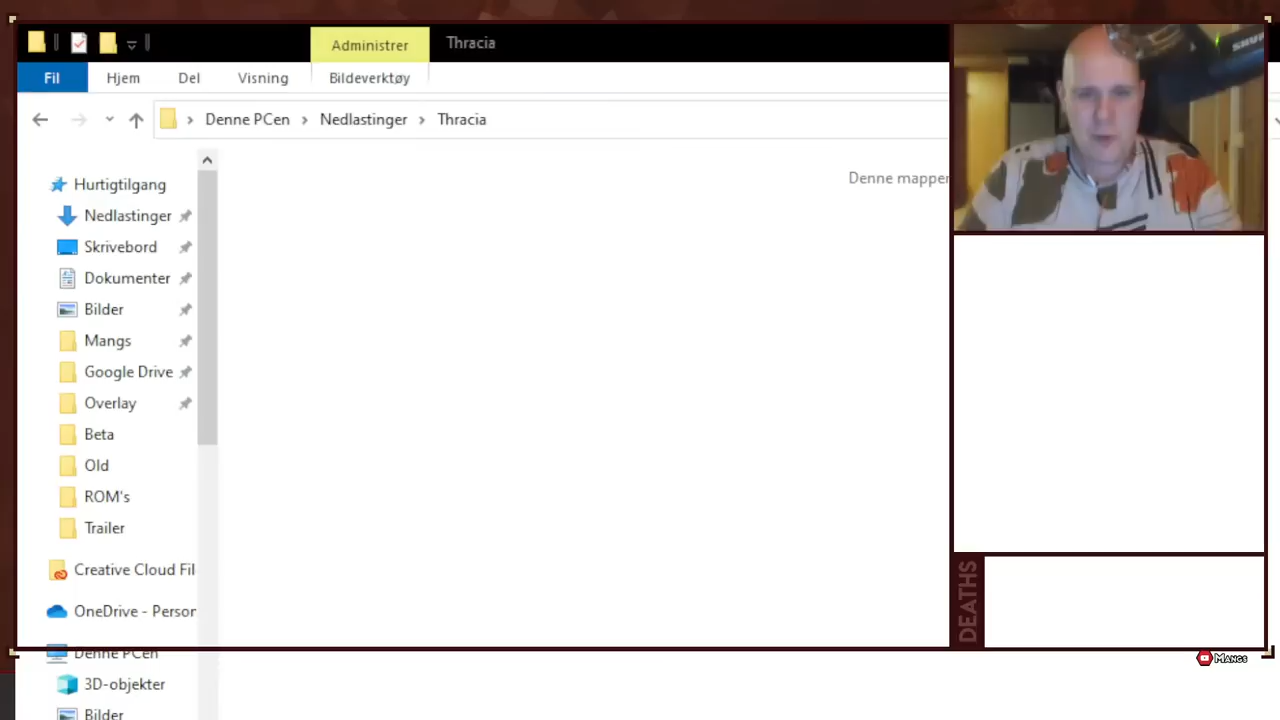 Administrer
Thracia
Fil
Hjem
Del
Visning
Bildeverktøy
Denne PCen
Nedlastinger
Thracia
Hurtigtilgang
Denne mappen
Nedlastinger
Skrivebord
Dokumenter
Bilder
Mangs
Google Drive
Overlay
Beta
Old
ROM's
Trailer
Creative Cloud Fil
OneDrive - Person
Denne PCen
3D-objekter
Bilder
DEATHS
Mangs